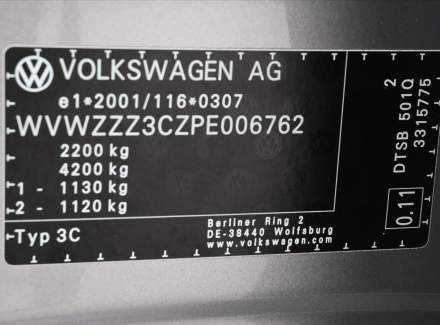 VOLKSWAGEN AG
e1*2001/116*0307
WVWZZZ3CZPE006762
2200 kg
4200 kg
1 - 1130 kg
2 - 1120 kg
Typ 3C
Berliner Ring 2
DE-38440 Wolfsburg
www.volkswagen.com
0.11
DTSB 501Q 2
3315775